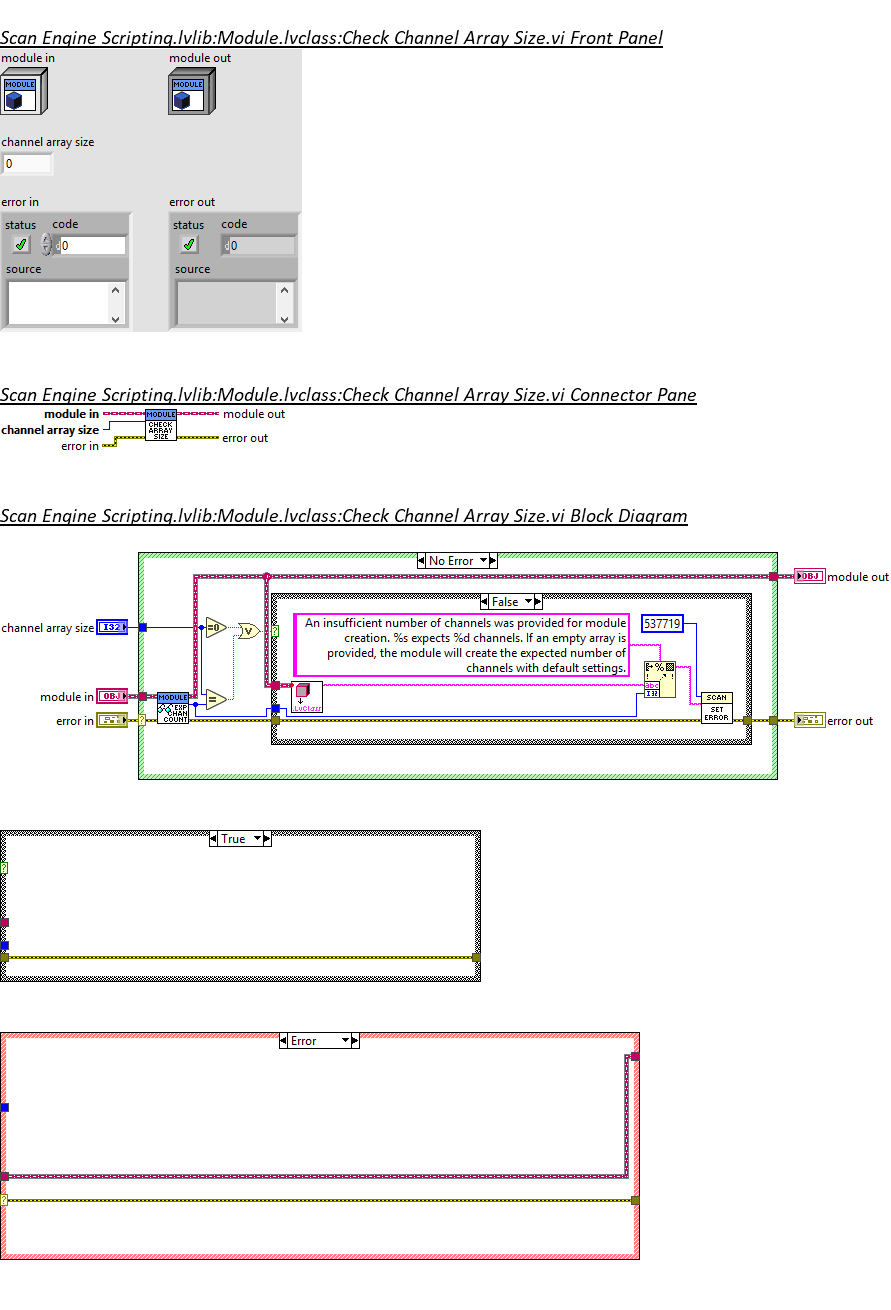 Scan Engine Scripting.lvlib:Module.lvclass:Check Channel Array Size.vi Front Panel
module in
module out
MODULE
MODULE
channel array size
0
error in
error out
status
code
status
code
d 0
d 0
source
source
Scan Engine Scripting.lvlib:Module.lvclass:Check Channel Array Size.vi Connector Pane
module in
MODULE
module out
channel array size
CHECK
ARRAY
SIZE
error out
error in
Scan Engine Scripting.lvlib:Module.lvclass:Check Channel Array Size.vi Block Diagram
No Error
OBJ
module out
False
An insufficient number of channels was provided for module
creation. %s expects %d channels. If an empty array is
provided, the module will create the expected number of
channels with default settings.
537719
channel array size
I32
=0
V
?
%
abc
I32
module in
OBJ
MODULE
EXP
CHAN
COUNT
=
.LvClass
SCAN
SET
ERROR
error in
?
error out
True
?
Error
?